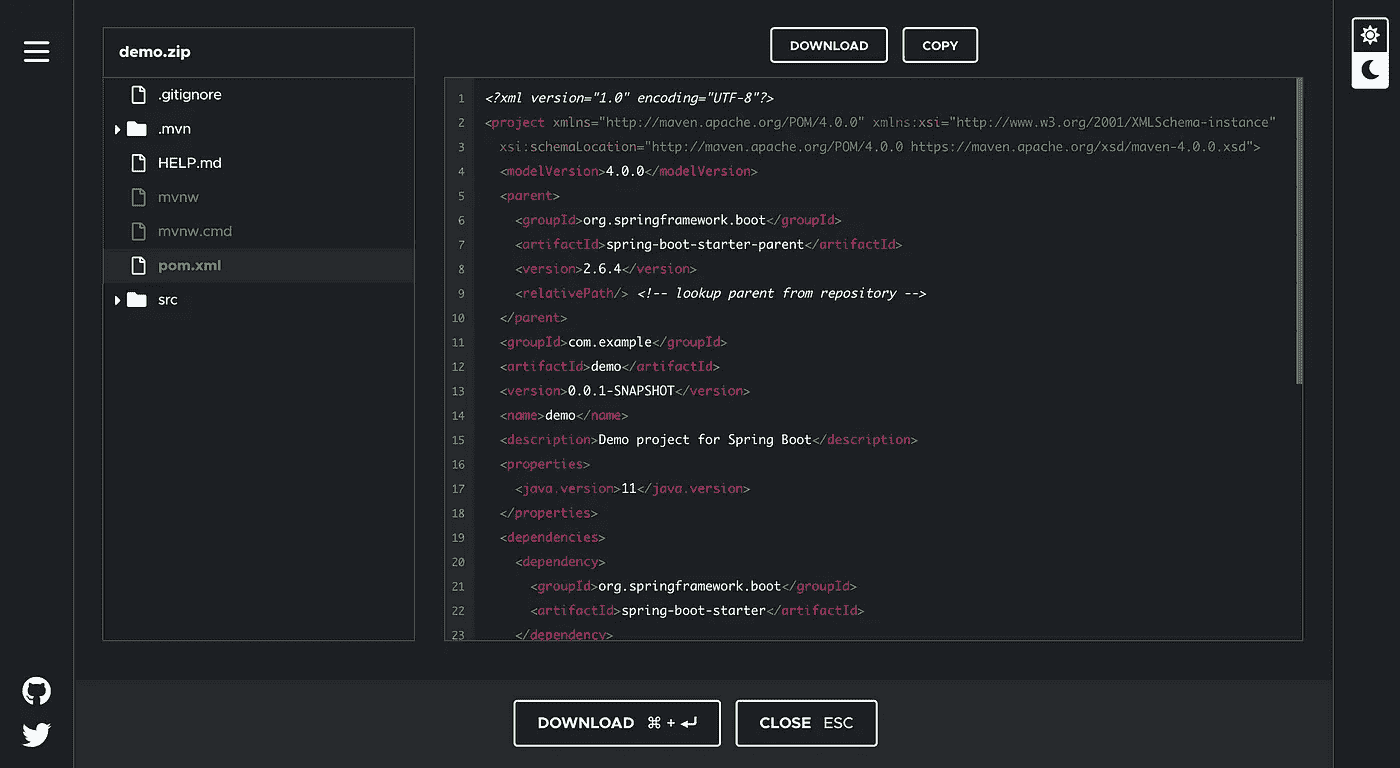 demo.zip
.gitignore
.mvn
HELP.md
mvnw
mvnw.cmd
pom.xml
src
DOWNLOAD
COPY
1 <?xml version="1.0" encoding="UTF-8"?>
2 <project xmlns="http://maven.apache.org/POM/4.0.0" xmlns:xsi="http://www.w3.org/2001/XMLSchema-instance"
3 xsi:schemaLocation="http://maven.apache.org/POM/4.0.0 https://maven.apache.org/xsd/maven-4.0.0.xsd">
4 <modelVersion>4.0.0</modelVersion>
5 <parent>
6 <groupId>org.springframework.boot</groupId>
7 <artifactId>spring-boot-starter-parent</artifactId>
8 <version>2.6.4</version>
9 <relativePath/> <!-- lookup parent from repository -->
10 </parent>
11 <groupId>com.example</groupId>
12 <artifactId>demo</artifactId>
13 <version>0.0.1-SNAPSHOT</version>
14 <name>demo</name>
15 <description>Demo project for Spring Boot</description>
16 <properties>
17 <java.version>11</java.version>
18 </properties>
19 <dependencies>
20 <dependency>
21 <groupId>org.springframework.boot</groupId>
22 <artifactId>spring-boot-starter</artifactId>
23 </dependency>
DOWNLOAD ⌘ + ↵
CLOSE ESC